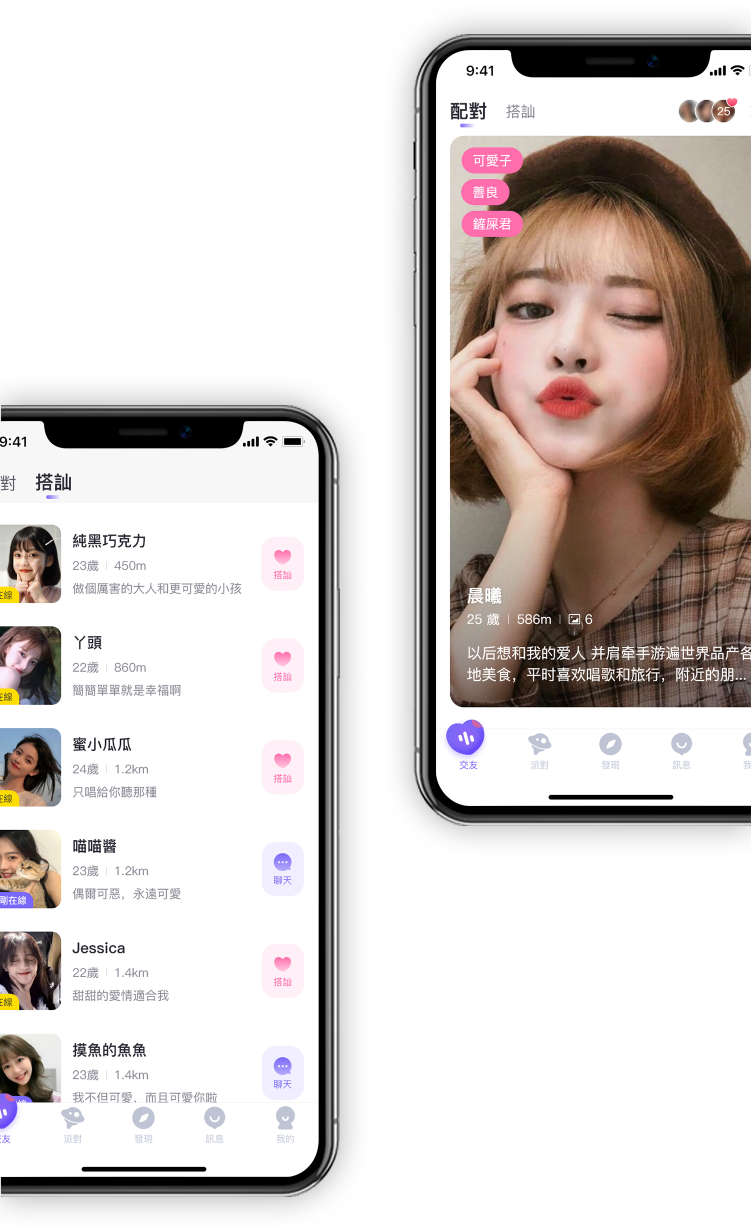 9:41
配對 搭訕
25
可愛子
善良
鏟屎君
晨曦
25 歲 586m 6
以后想和我的爱人 并肩牵手游遍世界品产各
地美食，平时喜欢唱歌和旅行，附近的朋...
交友 派對 發現 訊息 我
9:41
對 搭訕
純黑巧克力
23歲 450m
做個厲害的大人和更可愛的小孩
在線
搭訕
丫頭
22歲 860m
簡簡單單就是幸福啊
在線
搭訕
蜜小瓜瓜
24歲 1.2km
只唱給你聽那種
在線
搭訕
喵喵醬
23歲 1.2km
偶爾可惡，永遠可愛
剛在線
聊天
Jessica
22歲 1.4km
甜甜的愛情適合我
在線
搭訕
摸魚的魚魚
23歲 1.4km
我不但可愛，而且可愛你啦
聊天
友 派對 發現 訊息 我的